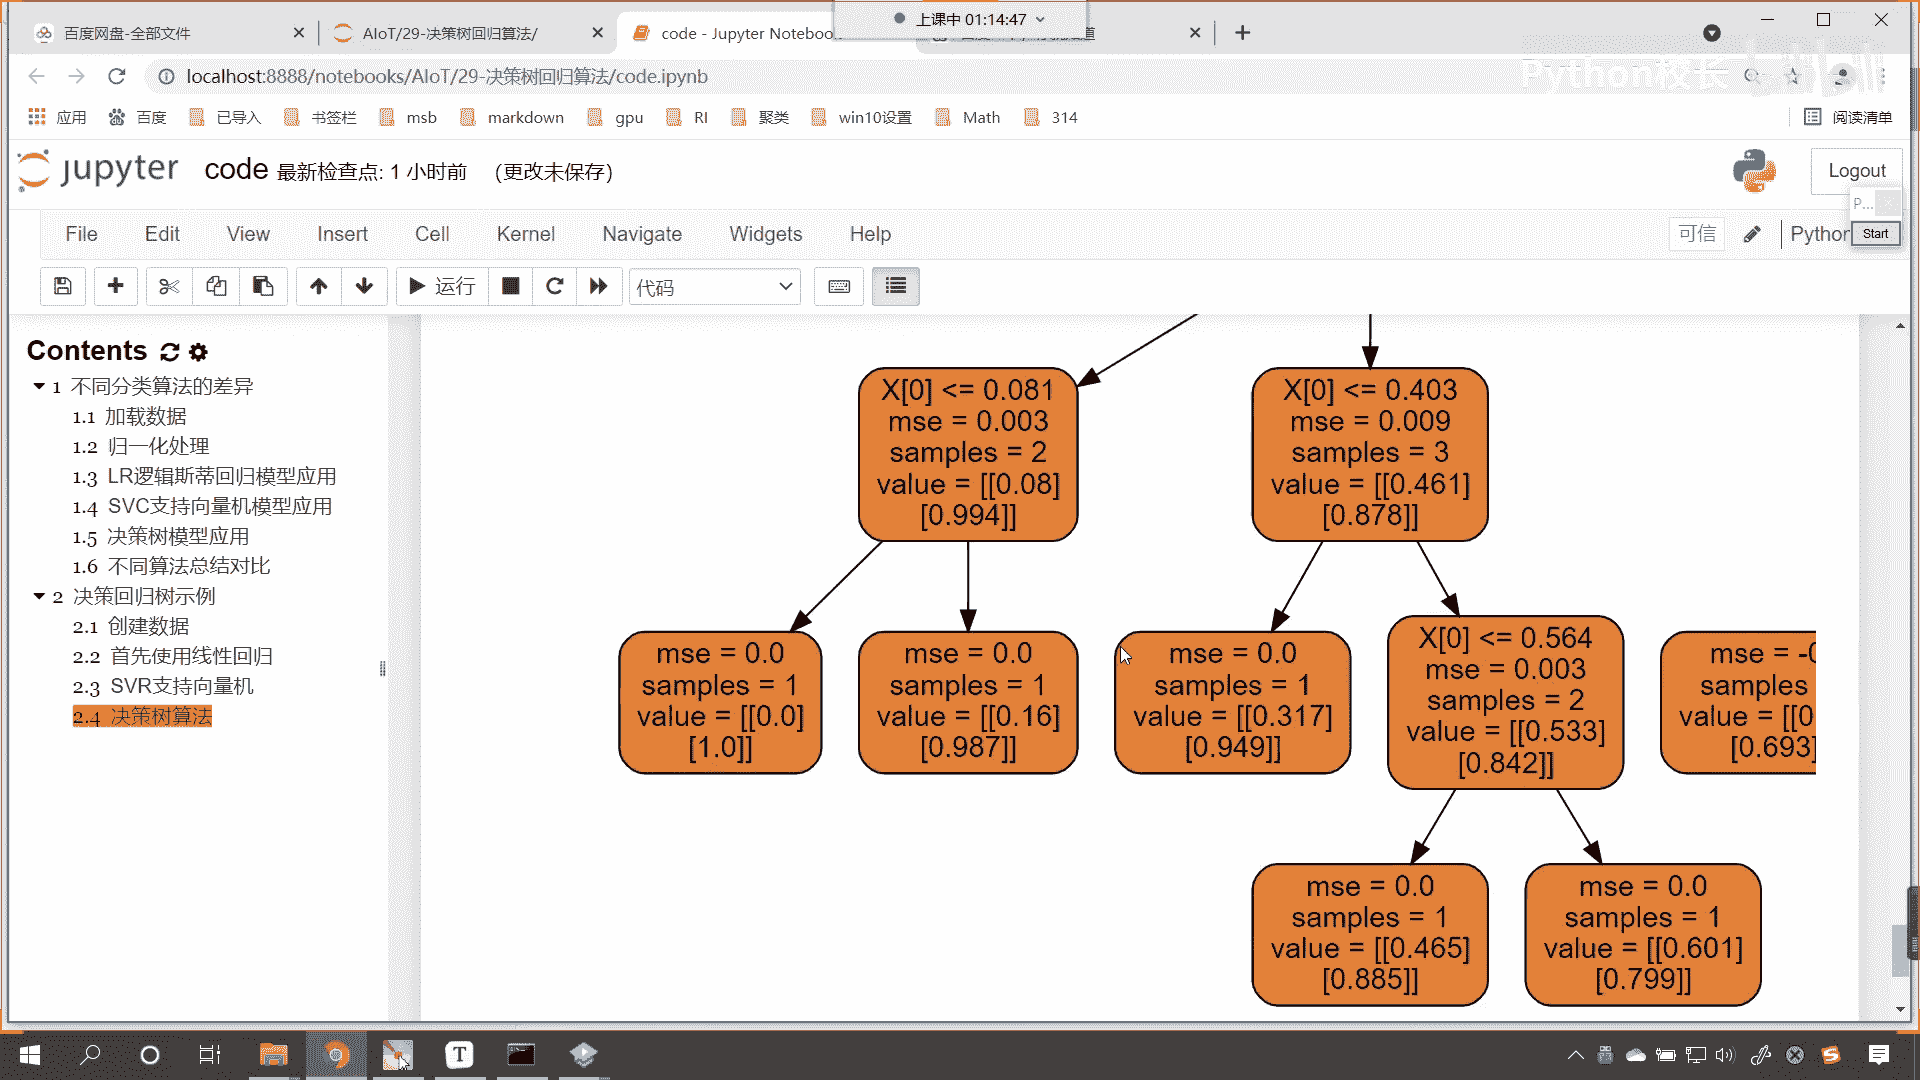 上课中 01:14:47
百度网盘-全部文件
AIoT/29-决策树回归算法/
code - Jupyter Noteboo
localhost:8888/notebooks/AIoT/29-决策树回归算法/code.ipynb
Python校长
应用 百度 已导入 书签栏 msb markdown gpu RI 聚类 win10设置 Math 314 阅读清单
jupyter code 最新检查点: 1 小时前 (更改未保存)
Logout
P...
File Edit View Insert Cell Kernel Navigate Widgets Help 可信 Python
Start
运行 代码
Contents
1 不同分类算法的差异
1.1 加载数据
1.2 归一化处理
1.3 LR逻辑斯蒂回归模型应用
1.4 SVC支持向量机模型应用
1.5 决策树模型应用
1.6 不同算法总结对比
2 决策回归树示例
2.1 创建数据
2.2 首先使用线性回归
2.3 SVR支持向量机
2.4 决策树算法
X[0] <= 0.081
mse = 0.003
samples = 2
value = [[0.08]
[0.994]]
X[0] <= 0.403
mse = 0.009
samples = 3
value = [[0.461]
[0.878]]
mse = 0.0
samples = 1
value = [[0.0]
[1.0]]
mse = 0.0
samples = 1
value = [[0.16]
[0.987]]
mse = 0.0
samples = 1
value = [[0.317]
[0.949]]
X[0] <= 0.564
mse = 0.003
samples = 2
value = [[0.533]
[0.842]]
mse = -0
samples
value = [[0
[0.693]
mse = 0.0
samples = 1
value = [[0.465]
[0.885]]
mse = 0.0
samples = 1
value = [[0.601]
[0.799]]